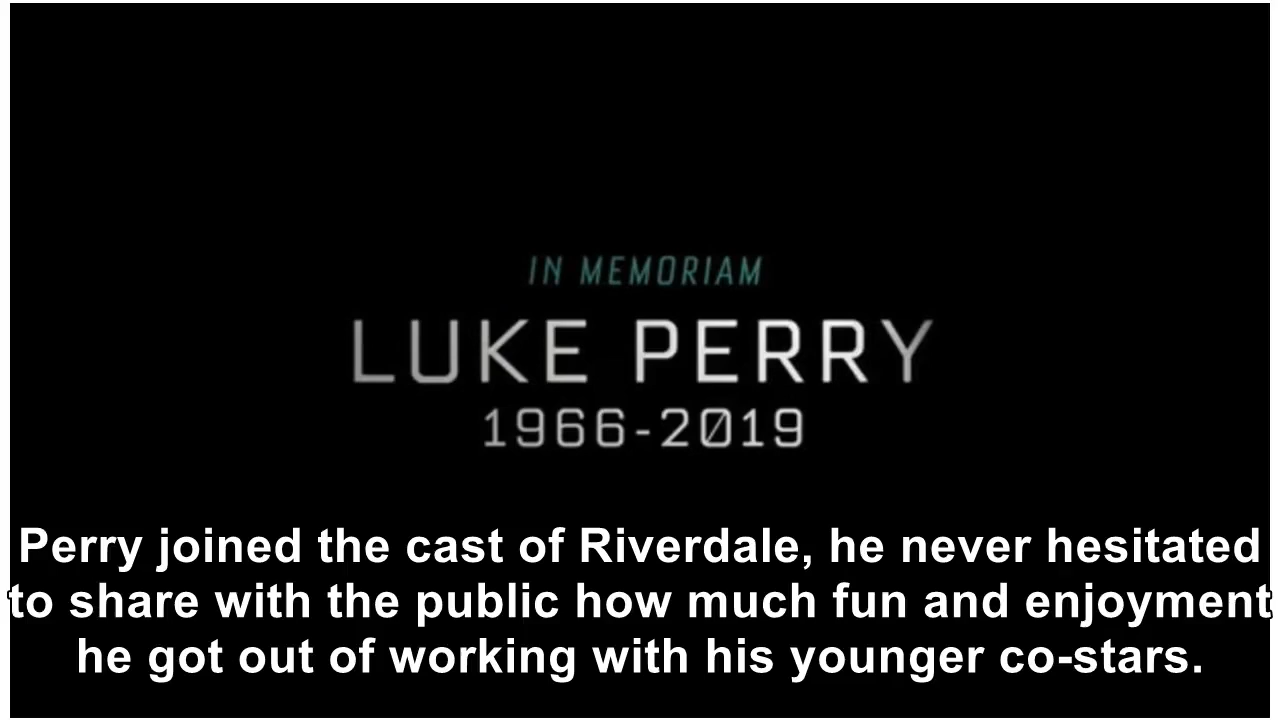 IN MEMORIAM
LUKE PERRY
1966-2019
Perry joined the cast of Riverdale, he never hesitated
to share with the public how much fun and enjoyment
he got out of working with his younger co-stars.